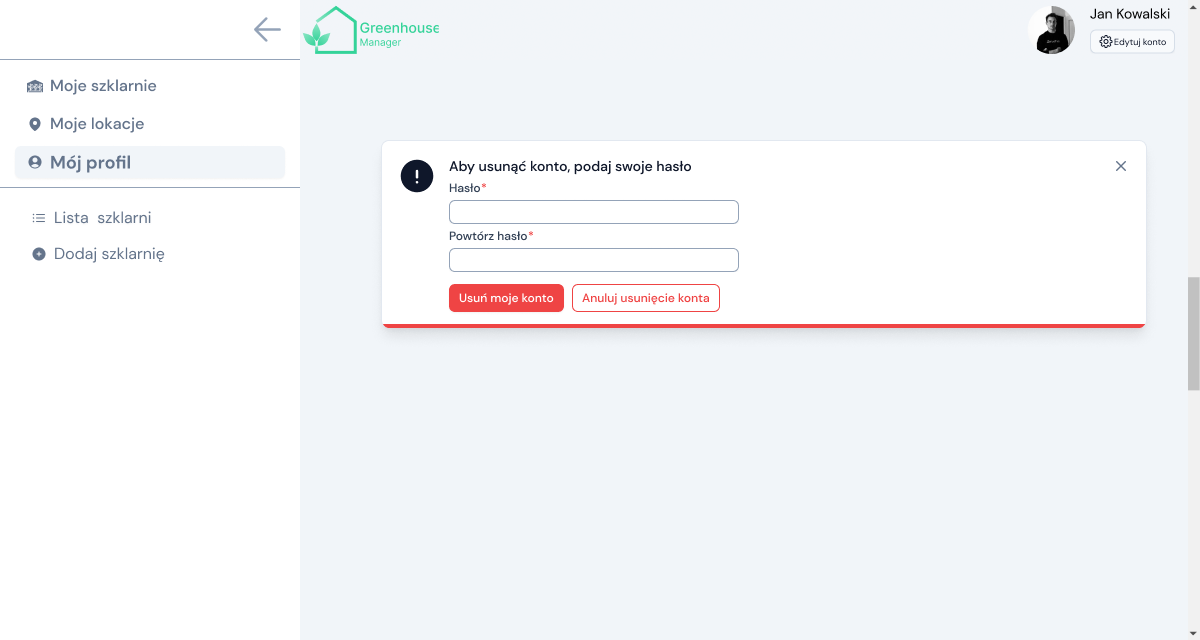 Greenhouse
Manager
Jan Kowalski
Edytuj konto
Moje szklarnie
Moje lokacje
Mój profil
Lista szklarni
Dodaj szklarnię
Aby usunąć konto, podaj swoje hasło
Hasło*
Powtórz hasło*
Usuń moje konto
Anuluj usunięcie konta